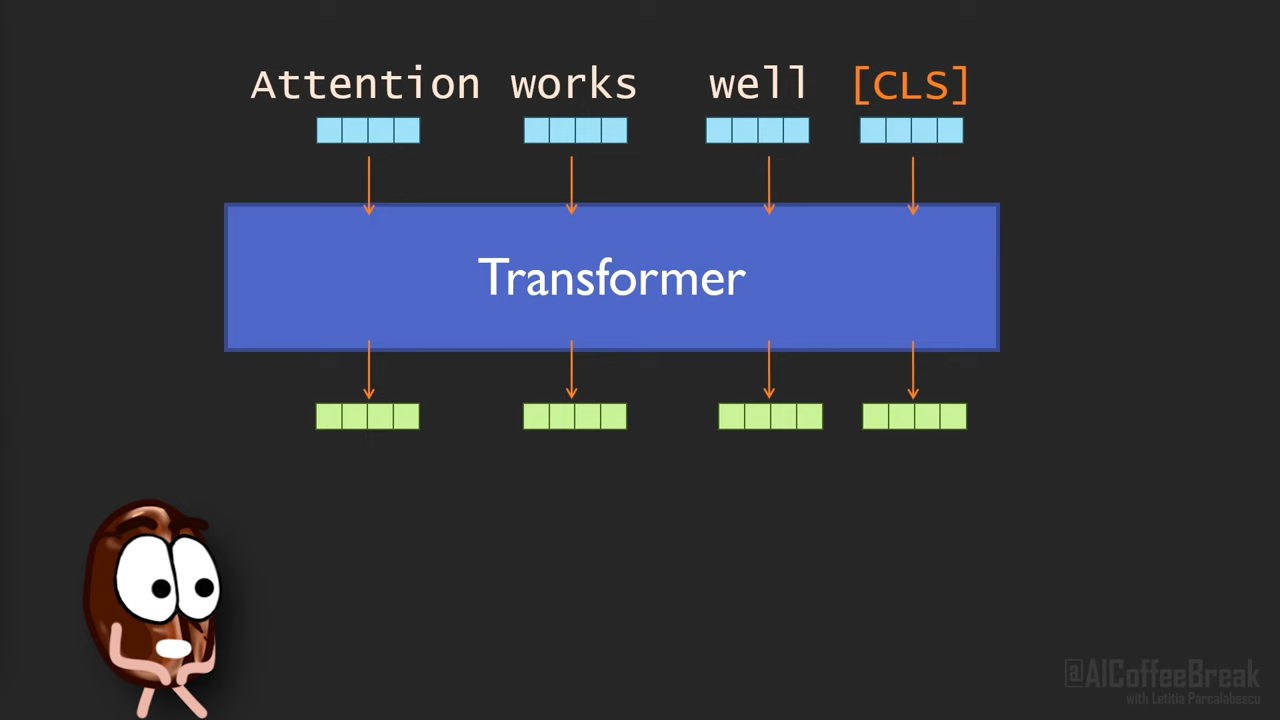 Attention works well [CLS]
Transformer
@AICoffeeBreak
with Letitia Parcalabescu